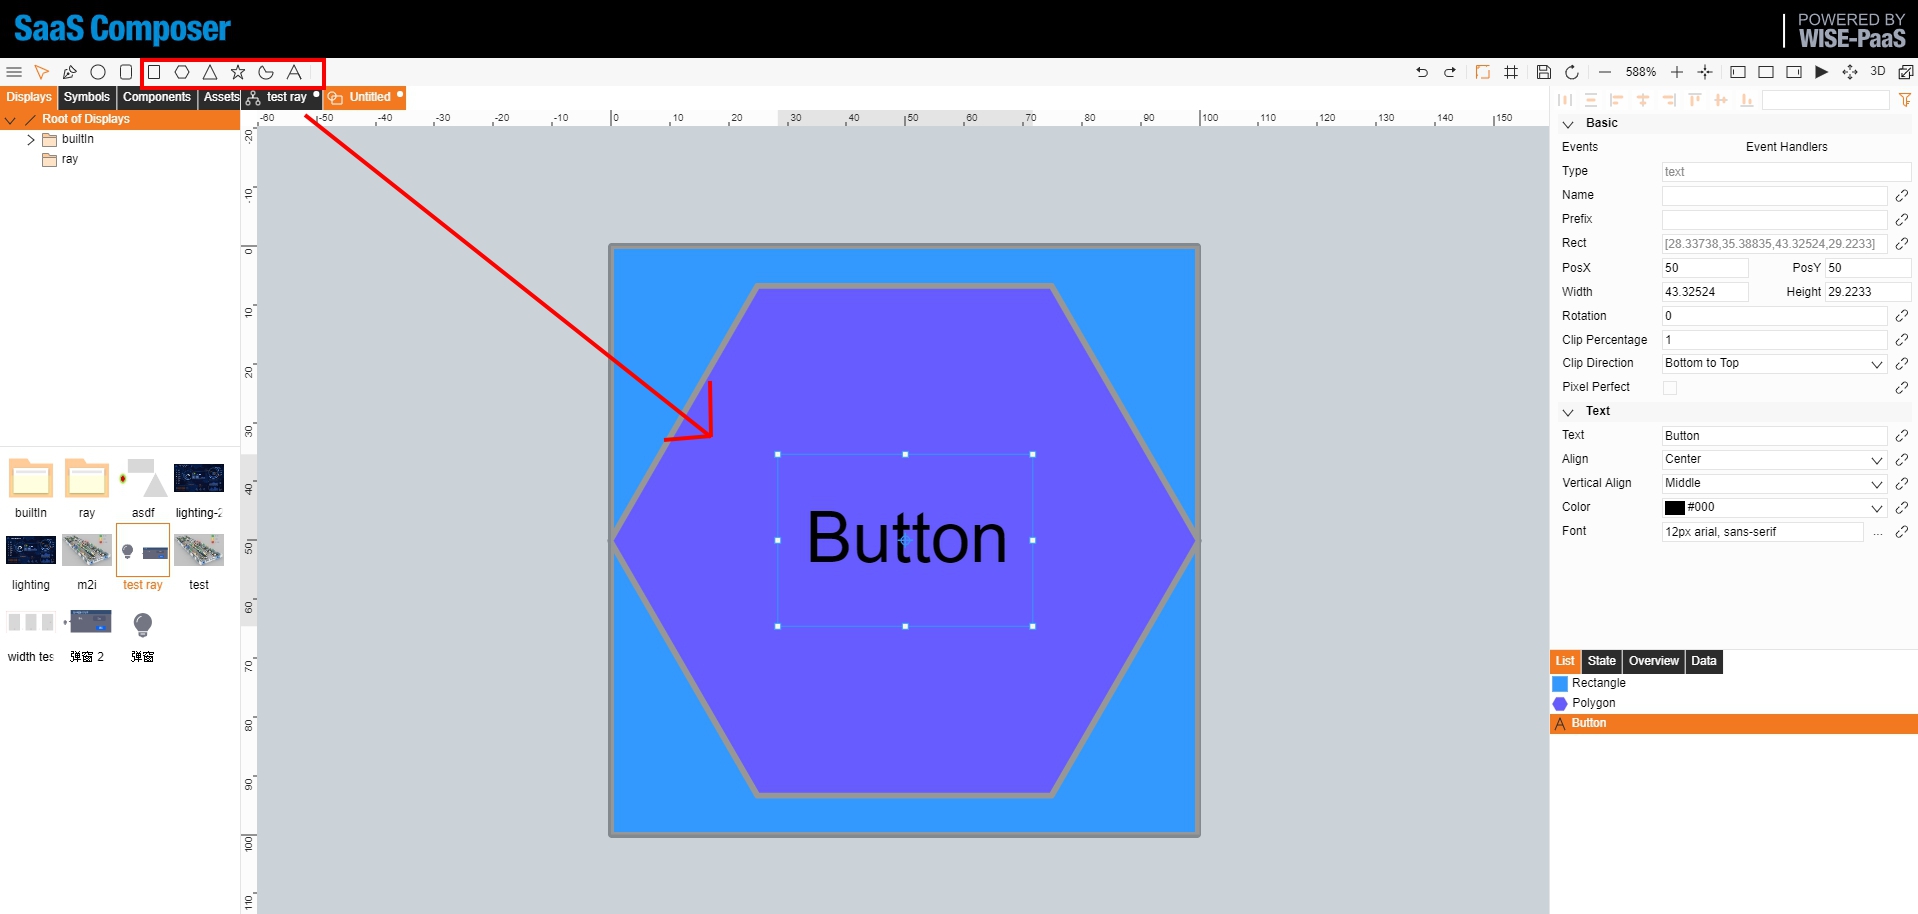 SaaS Composer
POWERED BY
WISE-PaaS
588%
3D
Displays
Symbols
Components
Assets
test ray
Untitled
Root of Displays
builtIn
ray
-60 -50 -40 -30 -20 -10 0 10 20 30 40 50 60 70 80 90 100 110 120 130 140 150
-20
-10
0
10
20
30
40
50
60
70
80
90
100
110
Button
builtIn
ray
asdf
lighting-2
lighting
m2i
test ray
test
width tes
弹窗 2
弹窗
Basic
Events Event Handlers
Type text
Name
Prefix
Rect [28.33738,35.38835,43.32524,29.2233]
PosX 50 PosY 50
Width 43.32524 Height 29.2233
Rotation 0
Clip Percentage 1
Clip Direction Bottom to Top
Pixel Perfect
Text
Text Button
Align Center
Vertical Align Middle
Color #000
Font 12px arial, sans-serif ...
List State Overview Data
Rectangle
Polygon
Button